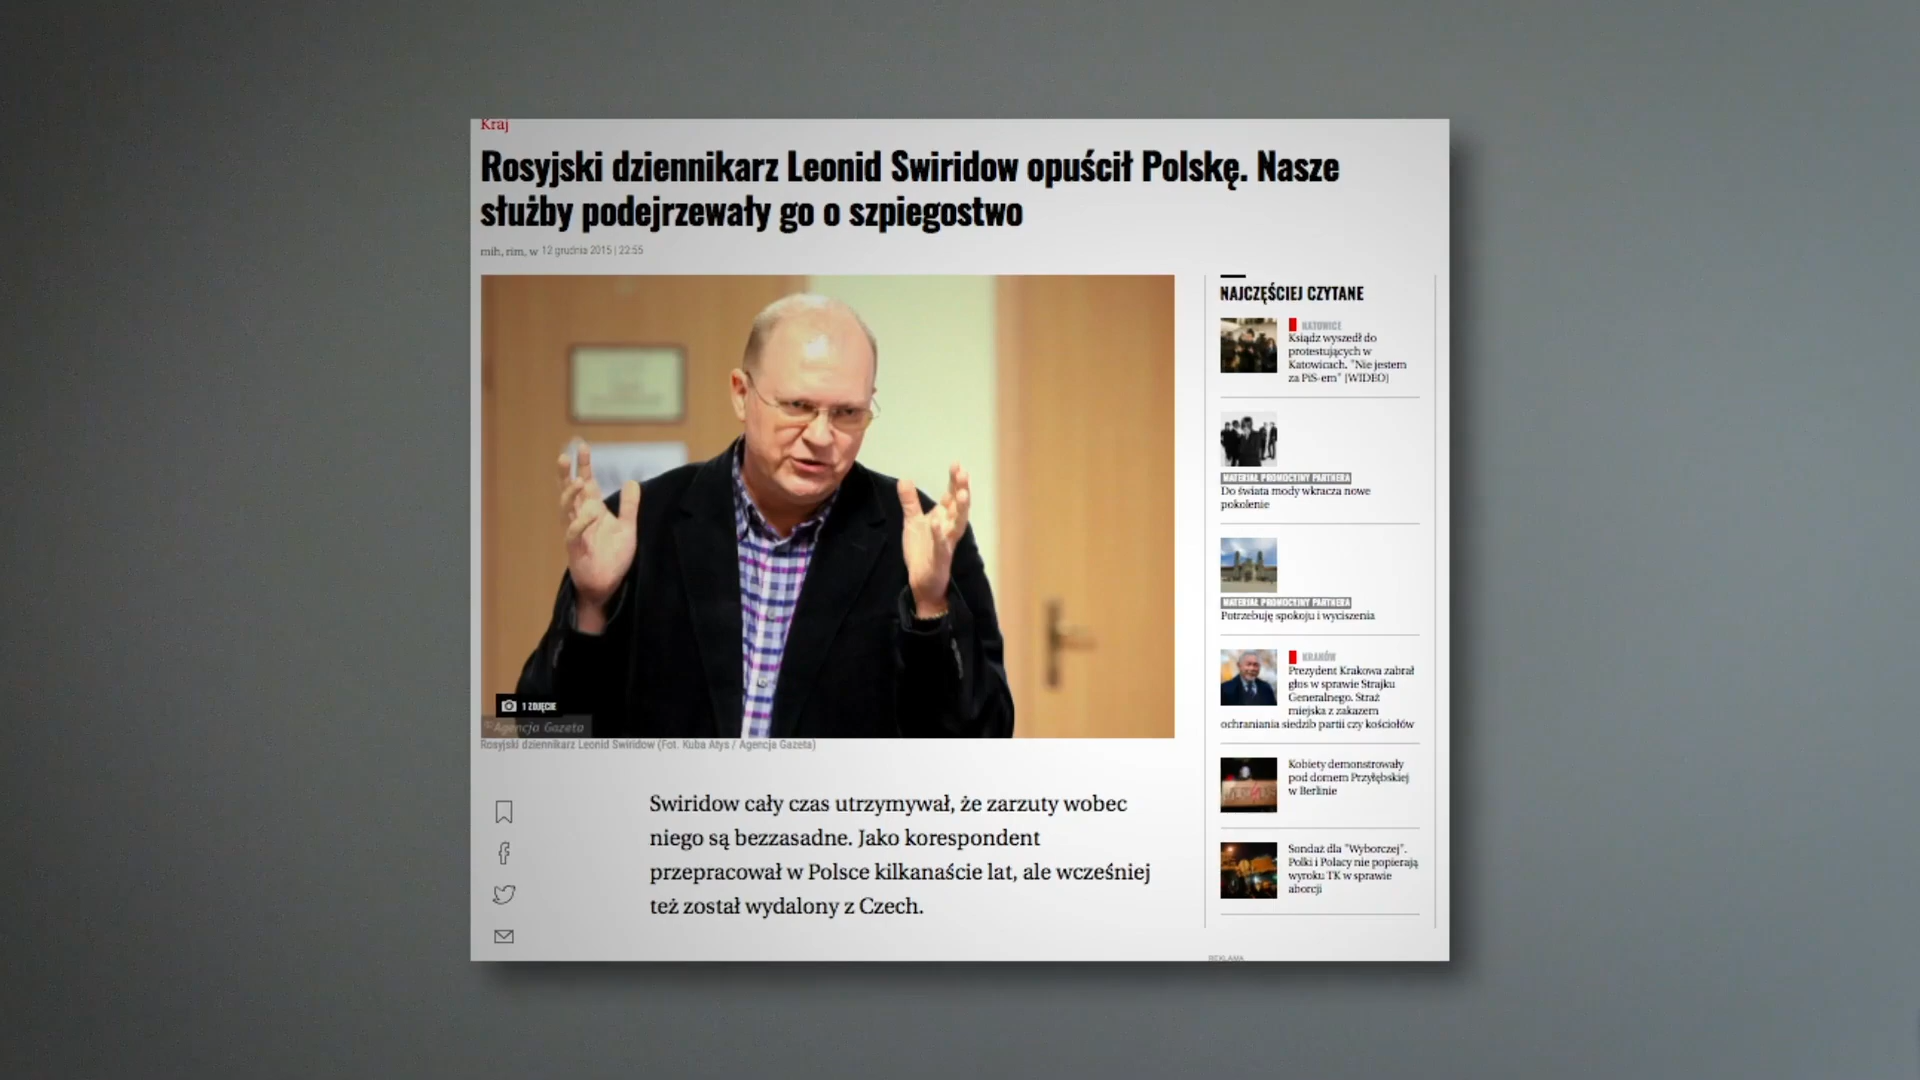 Kraj
Rosyjski dziennikarz Leonid Swiridow opuścił Polskę. Nasze
służby podejrzewały go o szpiegostwo
mih, rim, w 12 grudnia 2015 | 22:55
1 ZDJĘCIE
©Agencja Gazeta
Rosyjski dziennikarz Leonid Swiridow (Fot. Kuba Atys / Agencja Gazeta)
Swiridow cały czas utrzymywał, że zarzuty wobec
niego są bezzasadne. Jako korespondent
przepracował w Polsce kilkanaście lat, ale wcześniej
też został wydalony z Czech.
NAJCZĘŚCIEJ CZYTANE
KATOWICE
Ksiądz wyszedł do
protestujących w
Katowicach. "Nie jestem
za PiS-em" [WIDEO]
MATERIAŁ PROMOCYJNY PARTNERA
Do świata mody wkracza nowe
pokolenie
MATERIAŁ PROMOCYJNY PARTNERA
Potrzebuję spokoju i wyciszenia
KRAKÓW
Prezydent Krakowa zabrał
głos w sprawie Strajku
Generalnego. Straż
miejska z zakazem
ochraniania siedzib partii czy kościołów
Kobiety demonstrowały
pod domem Przyłębskiej
w Berlinie
Sondaż dla "Wyborczej".
Polki i Polacy nie popierają
wyroku TK w sprawie
aborcji
REKLAMA